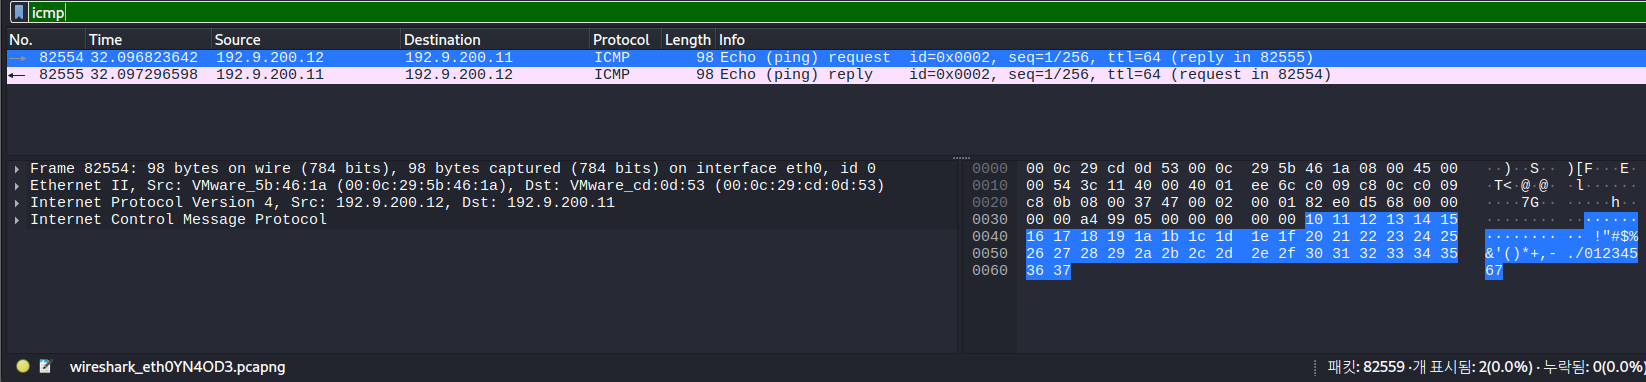 icmp
No. Time Source Destination Protocol Length Info
82554 32.096823642 192.9.200.12 192.9.200.11 ICMP 98 Echo (ping) request id=0x0002, seq=1/256, ttl=64 (reply in 82555)
82555 32.097296598 192.9.200.11 192.9.200.12 ICMP 98 Echo (ping) reply id=0x0002, seq=1/256, ttl=64 (request in 82554)
Frame 82554: 98 bytes on wire (784 bits), 98 bytes captured (784 bits) on interface eth0, id 0
Ethernet II, Src: VMware_5b:46:1a (00:0c:29:5b:46:1a), Dst: VMware_cd:0d:53 (00:0c:29:cd:0d:53)
Internet Protocol Version 4, Src: 192.9.200.12, Dst: 192.9.200.11
Internet Control Message Protocol
0000 00 0c 29 cd 0d 53 00 0c 29 5b 46 1a 08 00 45 00 ··)··S·· )[F···E·
0010 00 54 3c 11 40 00 40 01 ee 6c c0 09 c8 0c c0 09 ·T<·@·@· ·l······
0020 c8 0b 08 00 37 47 00 02 00 01 82 e0 d5 68 00 00 ····7G·· ·····h··
0030 00 00 a4 99 05 00 00 00 00 00 10 11 12 13 14 15 ········ ········
0040 16 17 18 19 1a 1b 1c 1d 1e 1f 20 21 22 23 24 25 ········ ·· !"#$%
0050 26 27 28 29 2a 2b 2c 2d 2e 2f 30 31 32 33 34 35 &'()*+,- ./012345
0060 36 37 67
wireshark_eth0YN4OD3.pcapng 패킷: 82559 ·개 표시됨: 2(0.0%) · 누락됨: 0(0.0%)